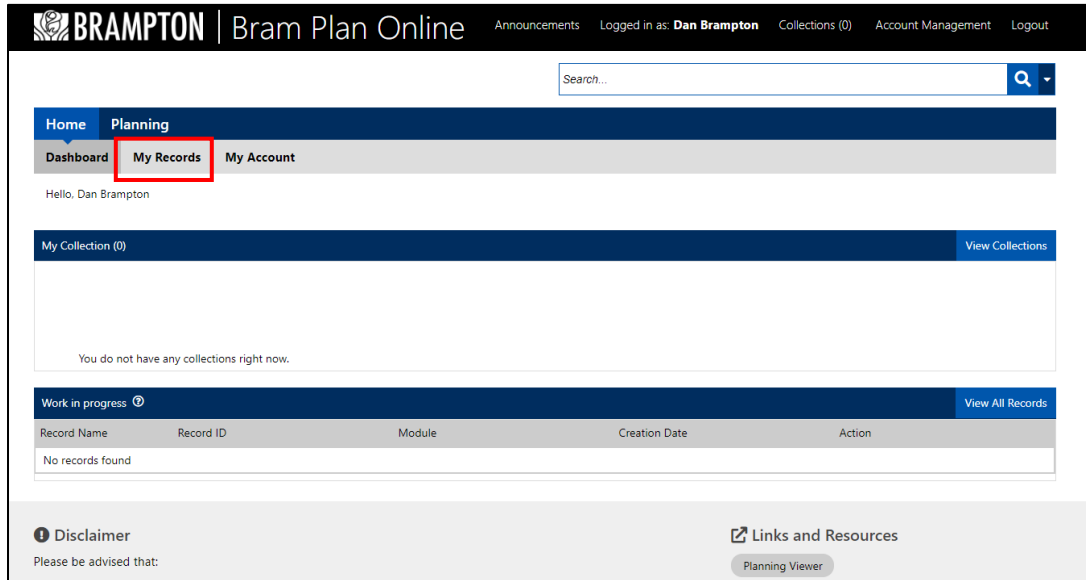 BRAMPTON | Bram Plan Online Announcements Logged in as: Dan Brampton Collections (0) Account Management Logout
Search...
Home Planning
Dashboard My Records My Account
Hello, Dan Brampton
My Collection (0) View Collections
You do not have any collections right now.
Work in progress View All Records
Record Name Record ID Module Creation Date Action
No records found
Disclaimer Links and Resources
Please be advised that: Planning Viewer